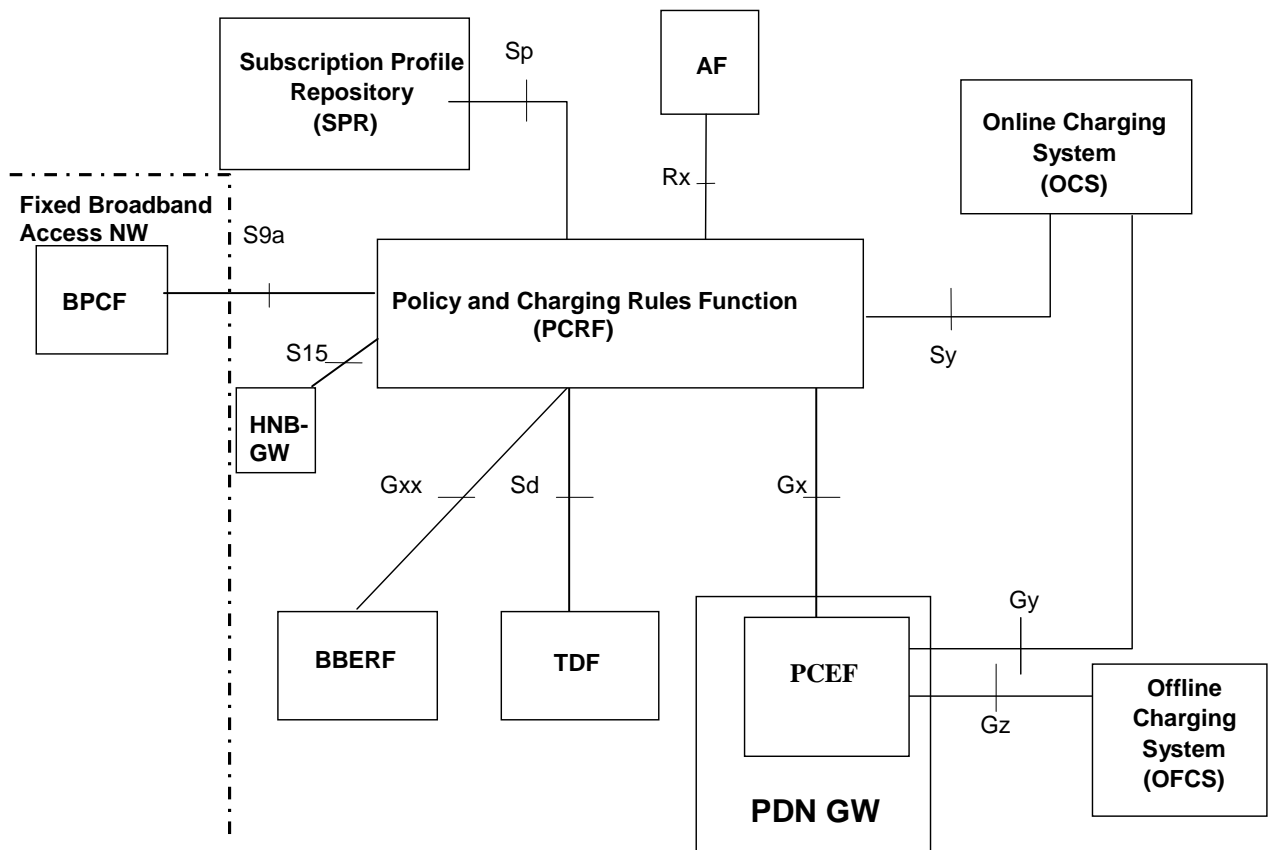 Subscription Profile
Repository
(SPR)
Sp
AF
Online Charging
System
(OCS)
Rx
Fixed Broadband
Access NW
S9a
BPCF
Policy and Charging Rules Function
(PCRF)
S15
Sy
HNB-
GW
Gxx
Sd
Gx
Gy
BBERF
TDF
PCEF
Offline
Charging
System
(OFCS)
Gz
PDN GW